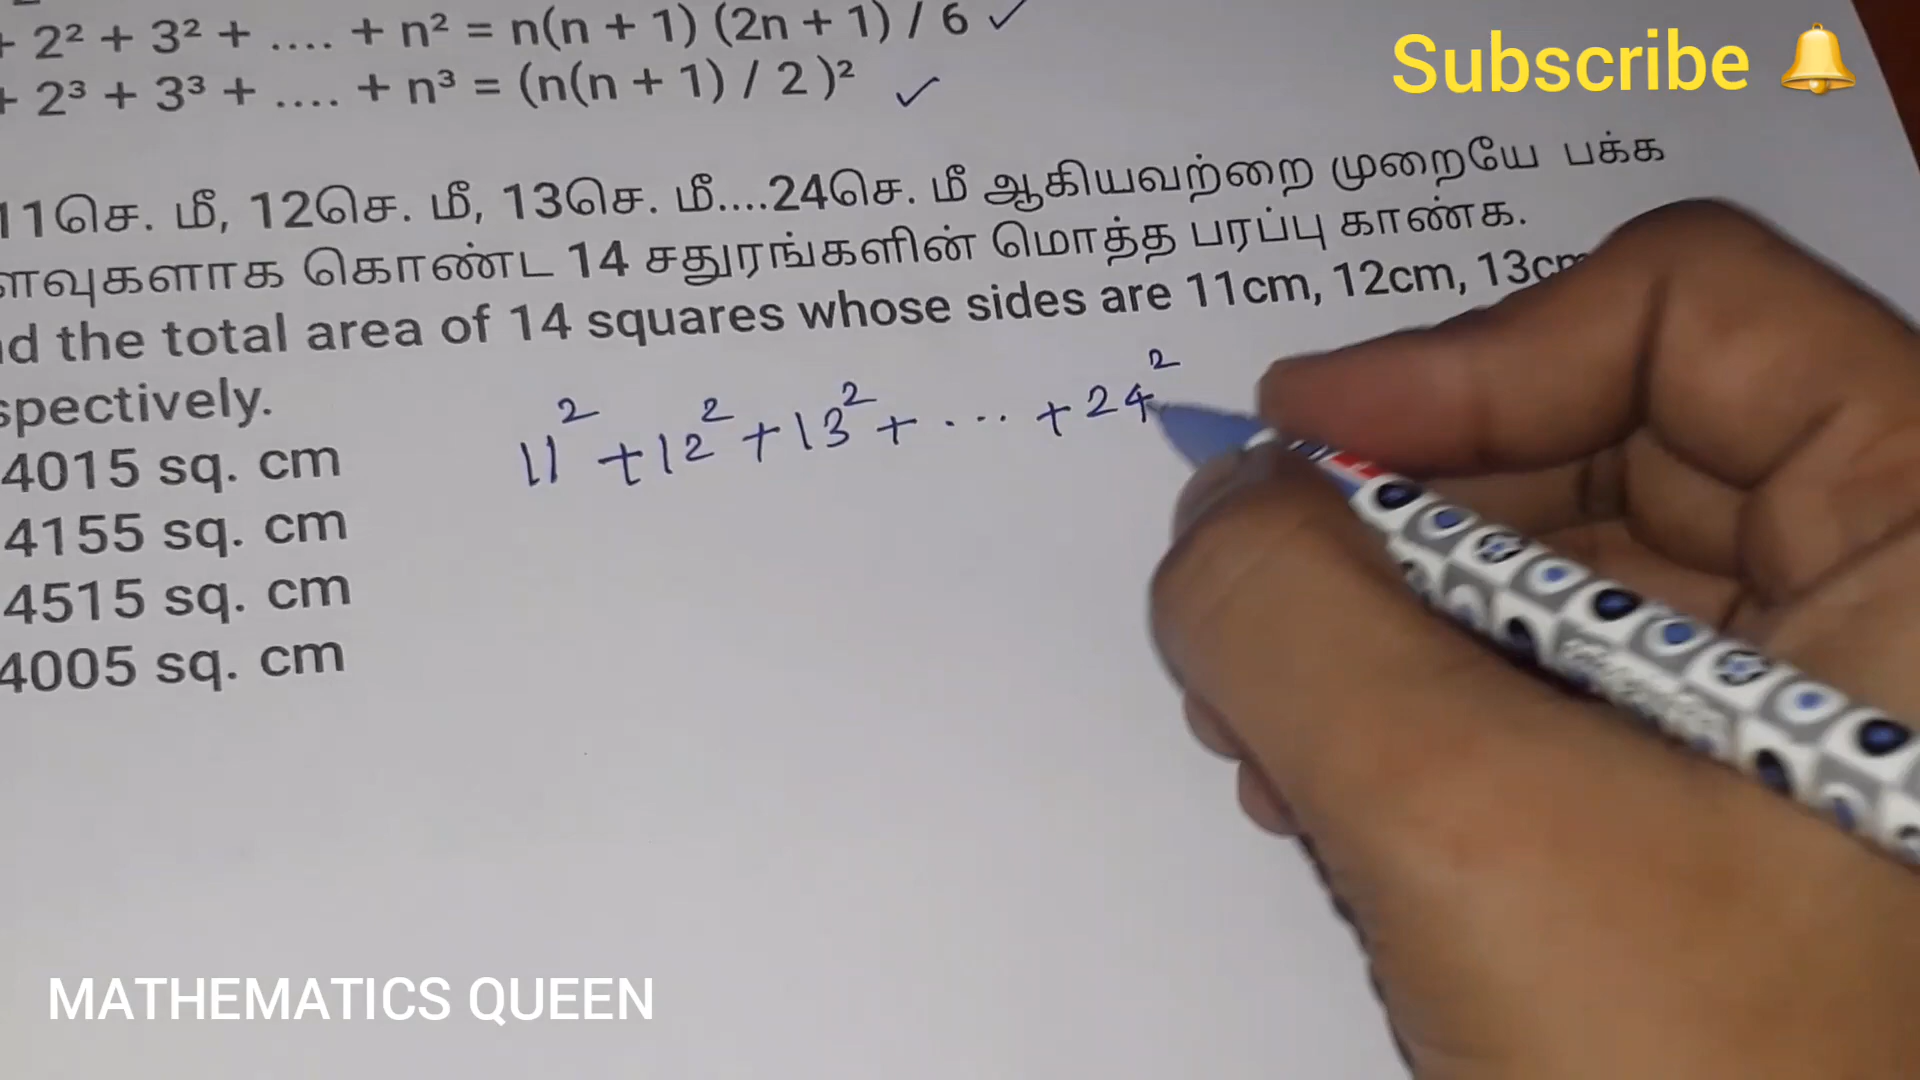 + 2² + 3² + .... + n² = n(n + 1) (2n + 1) / 6 ✓
+ 2³ + 3³ + .... + n³ = (n(n + 1) / 2 )² ✓
Subscribe 🔔
11செ. மீ, 12செ. மீ, 13செ. மீ....24செ. மீ ஆகியவற்றை முறையே பக்க
ளவுகளாக கொண்ட 14 சதுரங்களின் மொத்த பரப்பு காண்க.
nd the total area of 14 squares whose sides are 11cm, 12cm, 13cm
spectively.
11² + 12² + 13² + ... + 24²
4015 sq. cm
4155 sq. cm
4515 sq. cm
4005 sq. cm
MATHEMATICS QUEEN